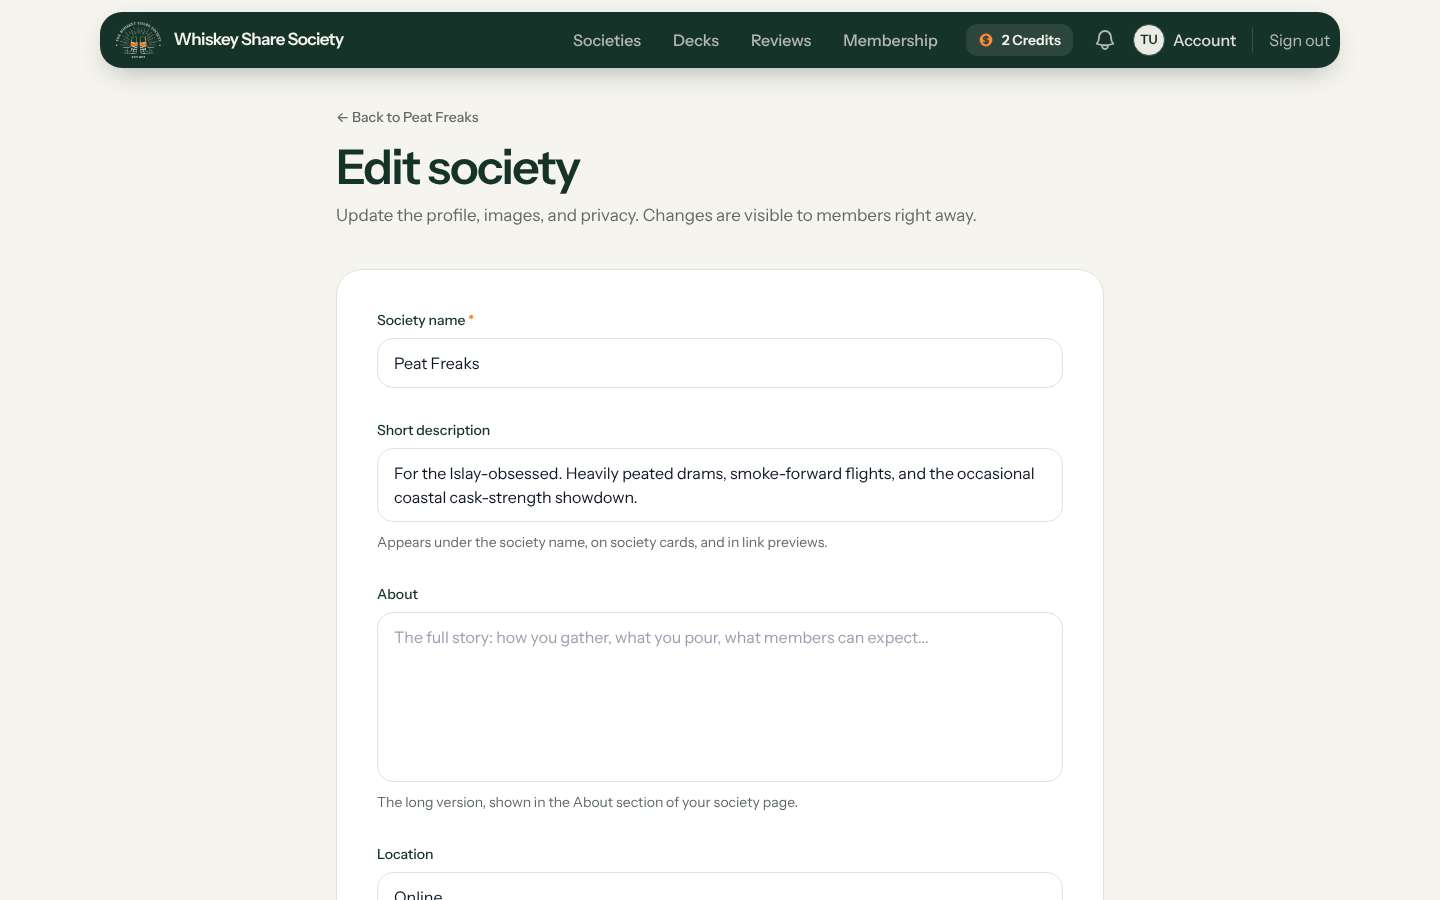 Whiskey Share Society
Societies
Decks
Reviews
Membership
2 Credits
TU
Account
Sign out
← Back to Peat Freaks
Edit society
Update the profile, images, and privacy. Changes are visible to members right away.
Society name *
Peat Freaks
Short description
For the Islay-obsessed. Heavily peated drams, smoke-forward flights, and the occasional
coastal cask-strength showdown.
Appears under the society name, on society cards, and in link previews.
About
The full story: how you gather, what you pour, what members can expect...
The long version, shown in the About section of your society page.
Location
Online